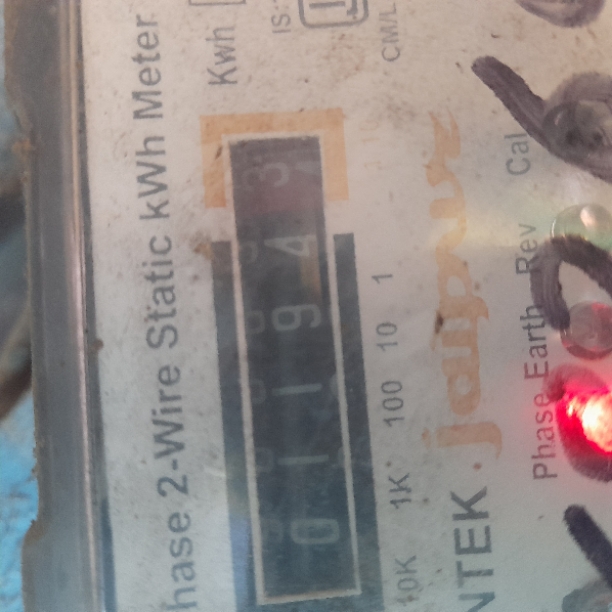 Kwh
IS
CM/L
hase 2-Wire Static kWh Meter
0 1 1 9 4 3
10K 1K 100 10 1
NTEK.
jaipur
Phase Earth Rev Cal